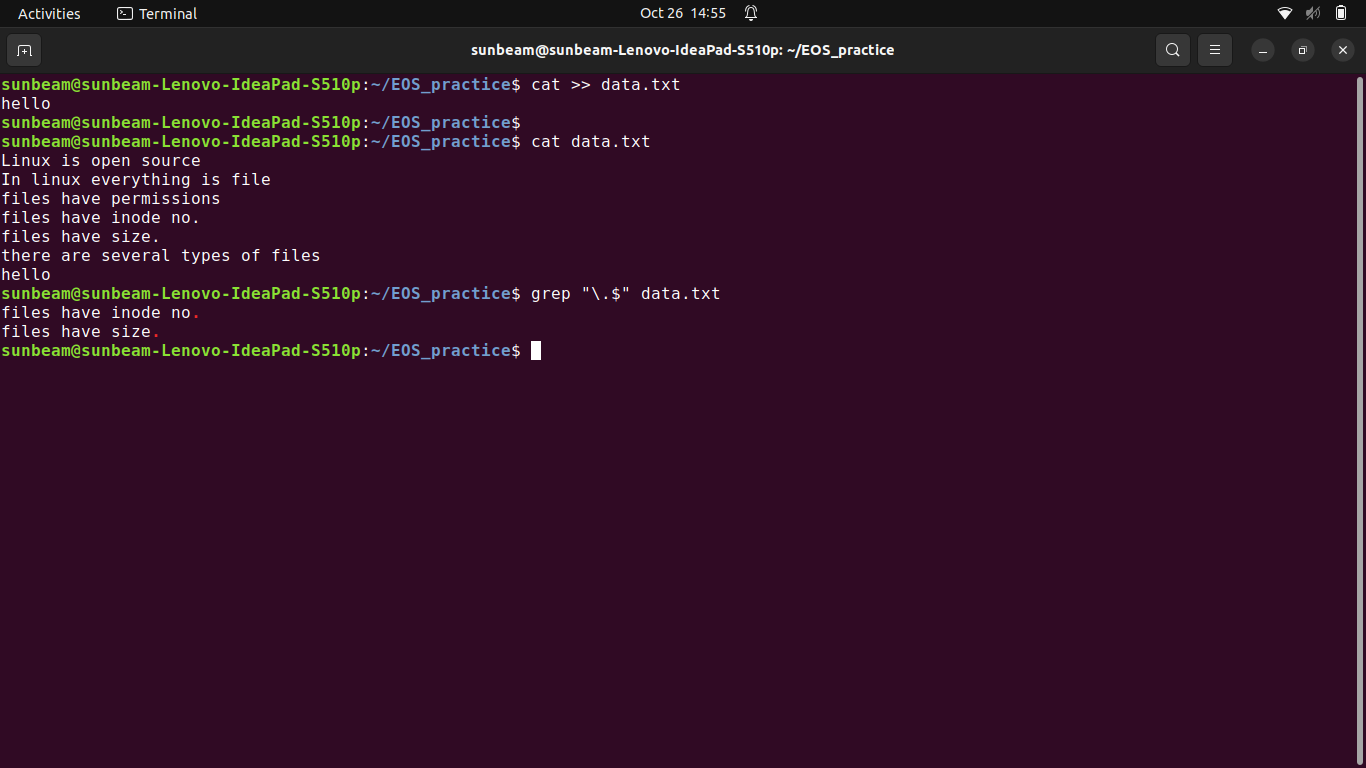 Activities Terminal Oct 26 14:55
sunbeam@sunbeam-Lenovo-IdeaPad-S510p: ~/EOS_practice
sunbeam@sunbeam-Lenovo-IdeaPad-S510p:~/EOS_practice$ cat >> data.txt
hello
sunbeam@sunbeam-Lenovo-IdeaPad-S510p:~/EOS_practice$
sunbeam@sunbeam-Lenovo-IdeaPad-S510p:~/EOS_practice$ cat data.txt
Linux is open source
In linux everything is file
files have permissions
files have inode no.
files have size.
there are several types of files
hello
sunbeam@sunbeam-Lenovo-IdeaPad-S510p:~/EOS_practice$ grep "\.$" data.txt
files have inode no.
files have size.
sunbeam@sunbeam-Lenovo-IdeaPad-S510p:~/EOS_practice$